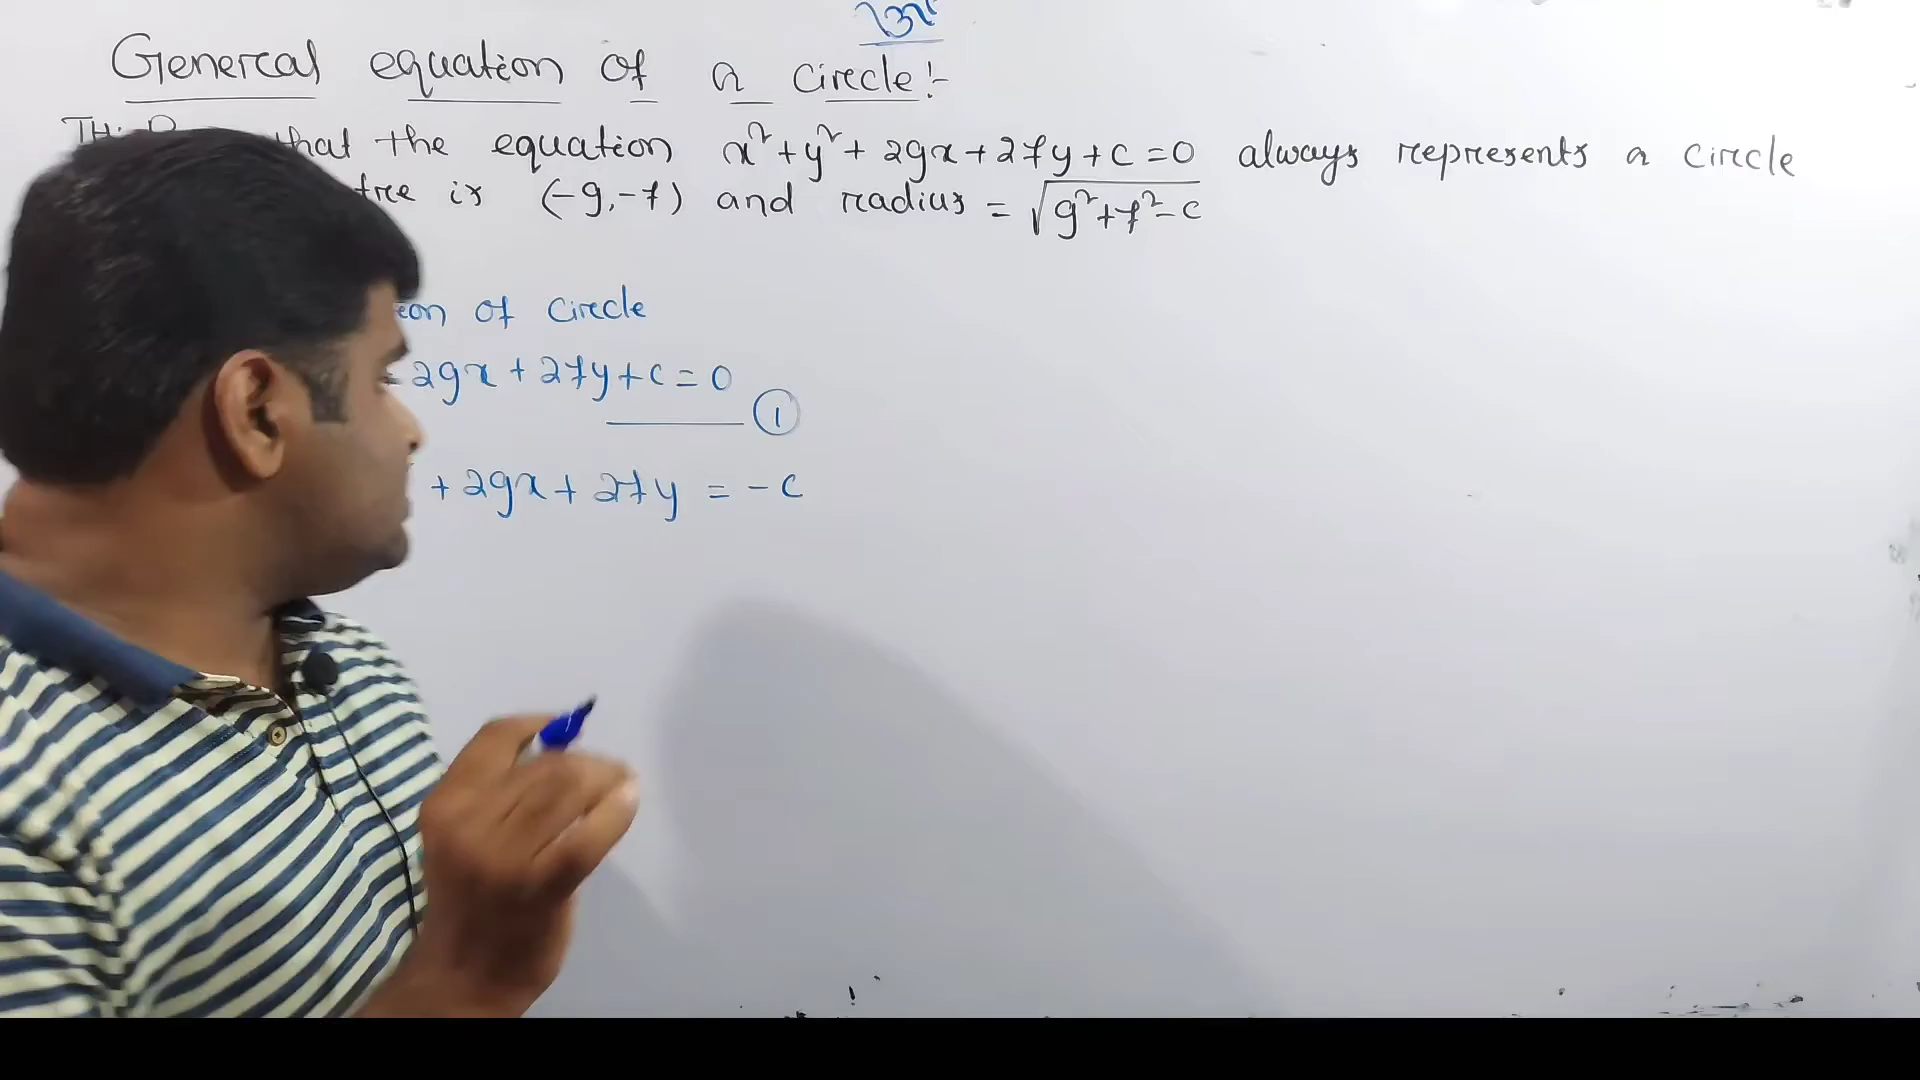 General equation of a circle :-
TH: that the equation x² + y² + 2gx + 2fy + c = 0 always represents a circle
is (-g, -f) and radius = √(g² + f² - c)
of circle
2gx + 2fy + c = 0
①
+ 2gx + 2fy = -c